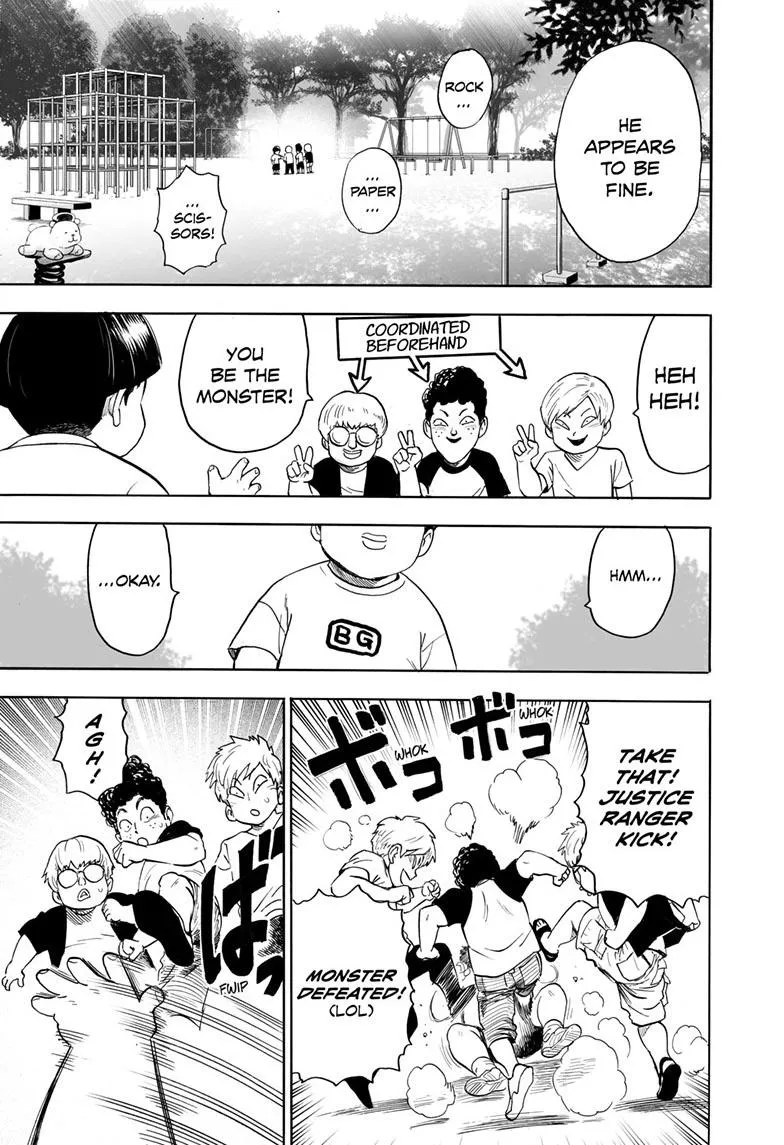 HE
APPEARS
TO BE
FINE.
ROCK
...
...
PAPER
...
...
SCIS-
SORS!
HEH
HEH!
COORDINATED
BEFOREHAND
YOU
BE THE
MONSTER!
HMM...
BG
...OKAY.
TAKE
THAT!
JUSTICE
RANGER
KICK!
ボコ
WHOK
ボコ
WHOK
MONSTER
DEFEATED!
(LOL)
AGH!
ばっ
FWIP